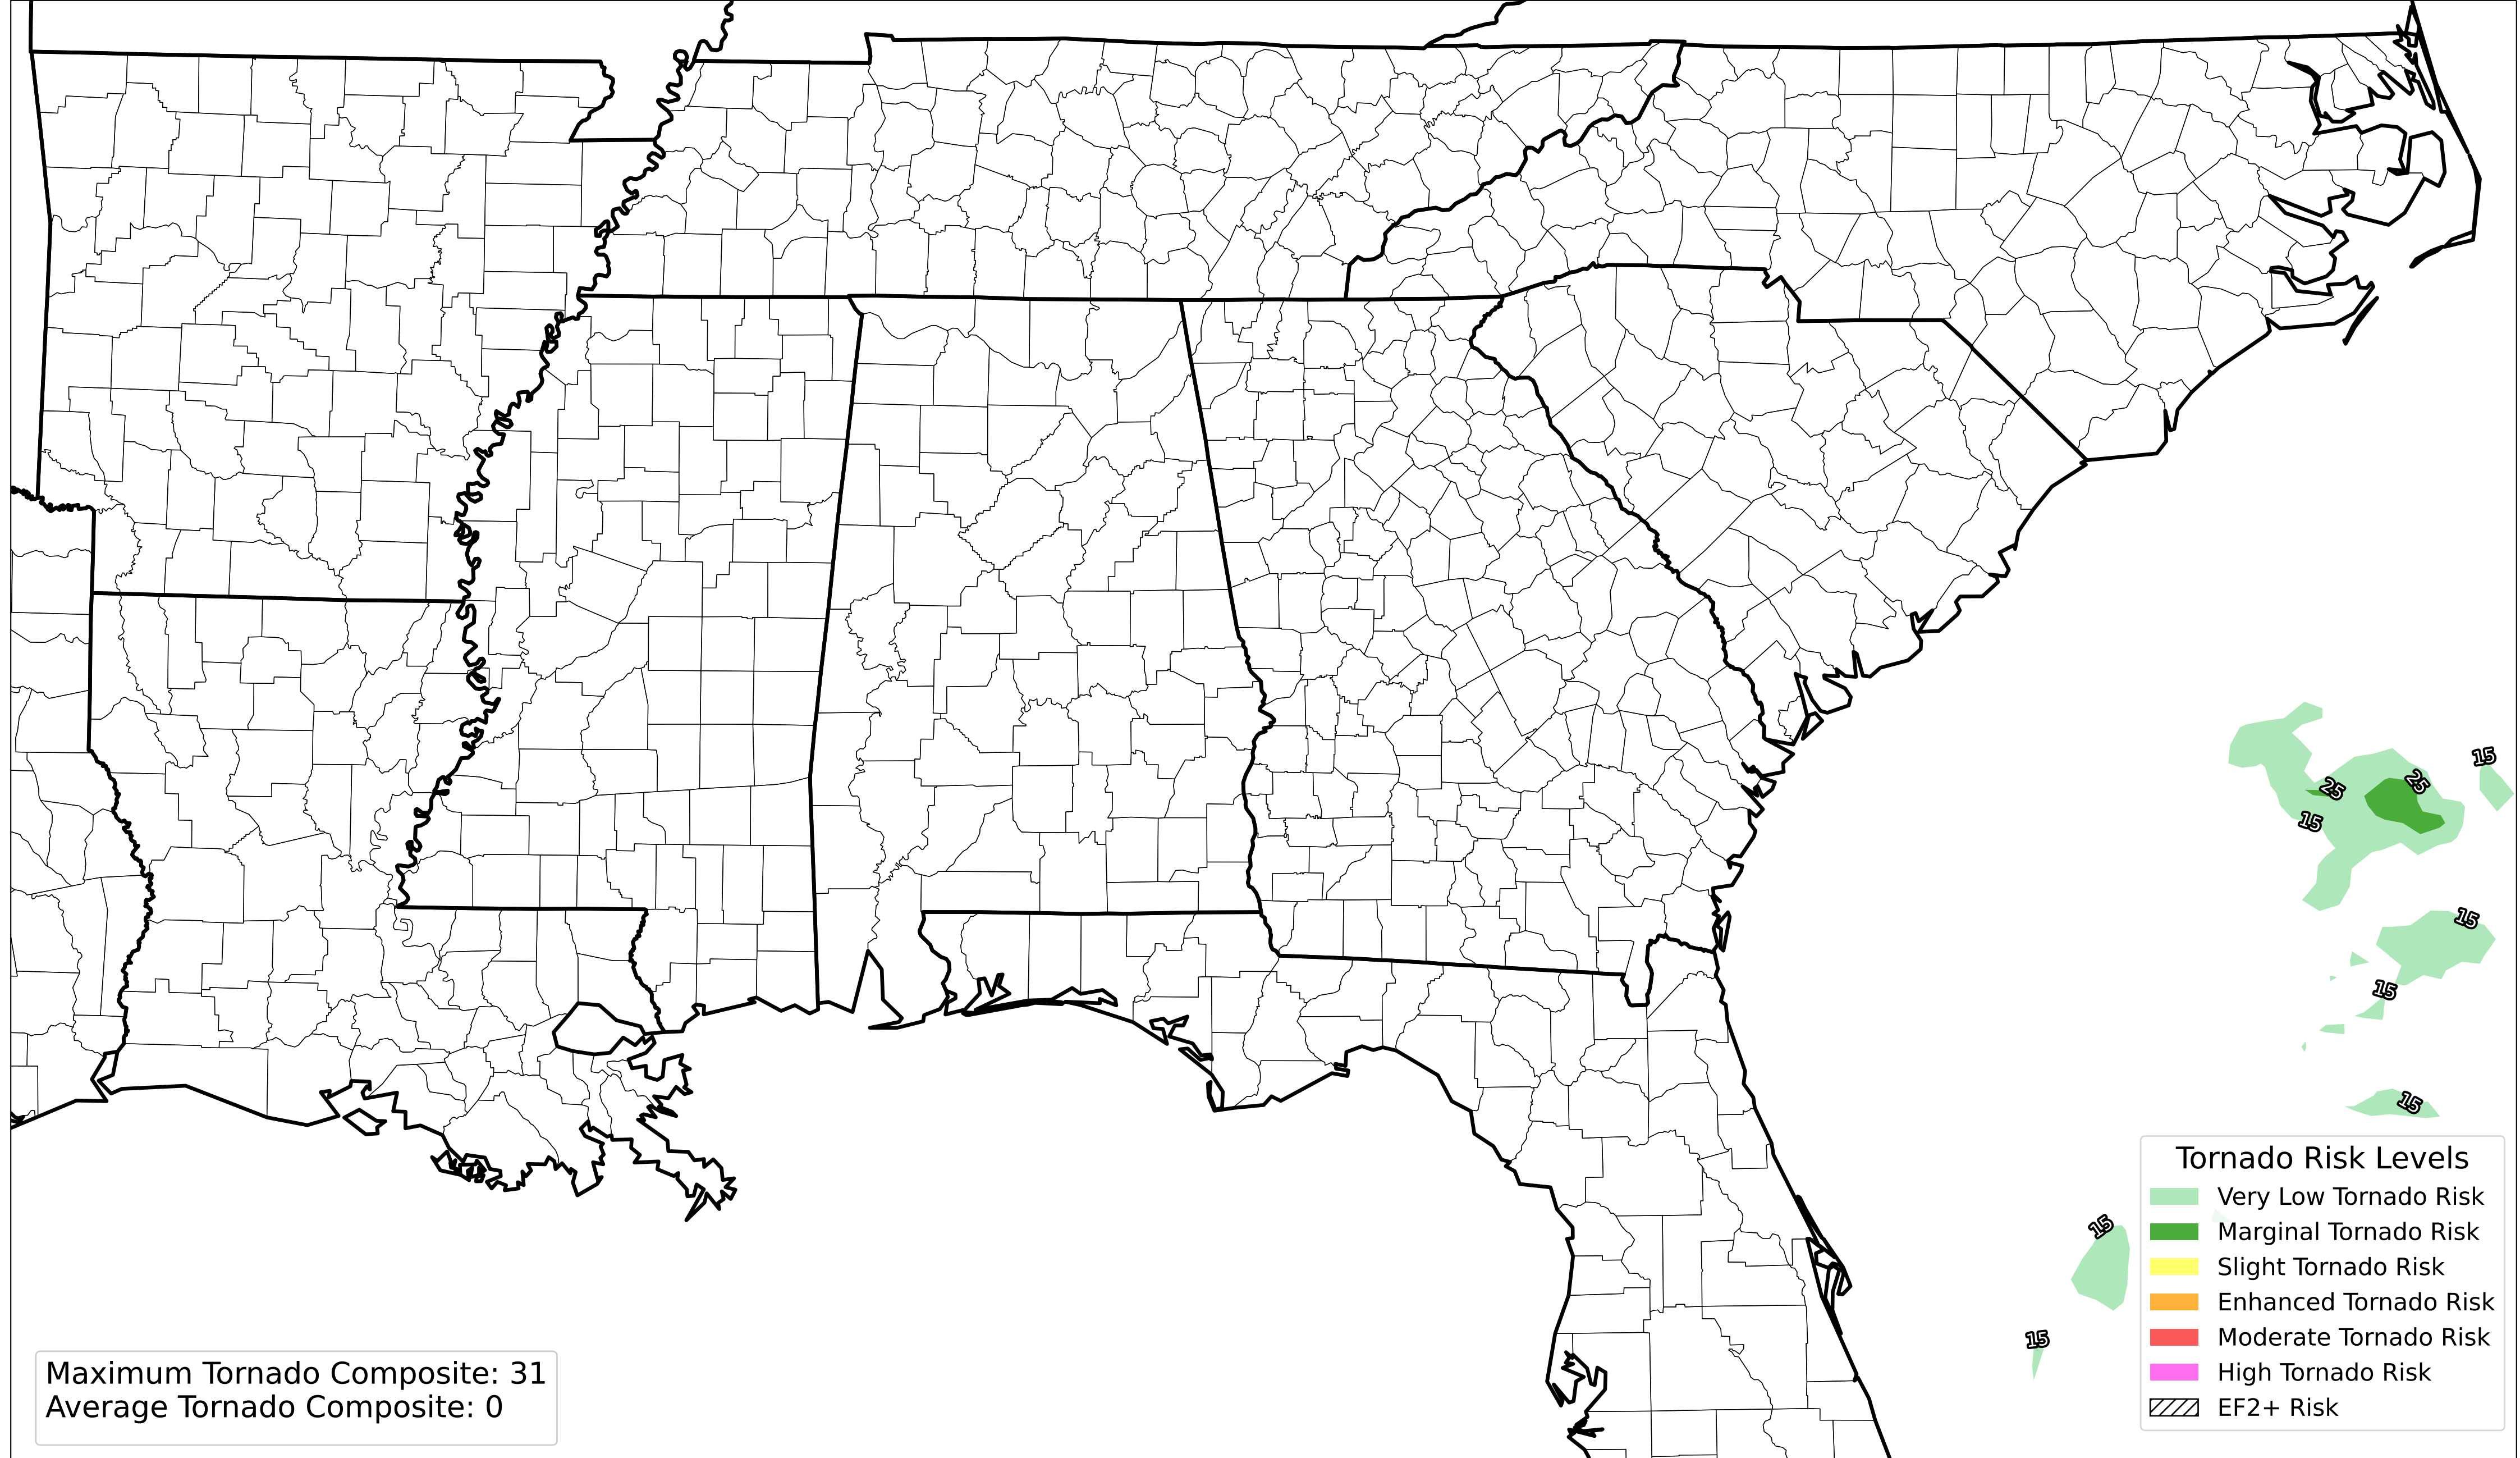 15
25
25
15
15
15
15
15
15
Tornado Risk Levels
Very Low Tornado Risk
Marginal Tornado Risk
Slight Tornado Risk
Enhanced Tornado Risk
Moderate Tornado Risk
High Tornado Risk
EF2+ Risk
Maximum Tornado Composite: 31
Average Tornado Composite: 0